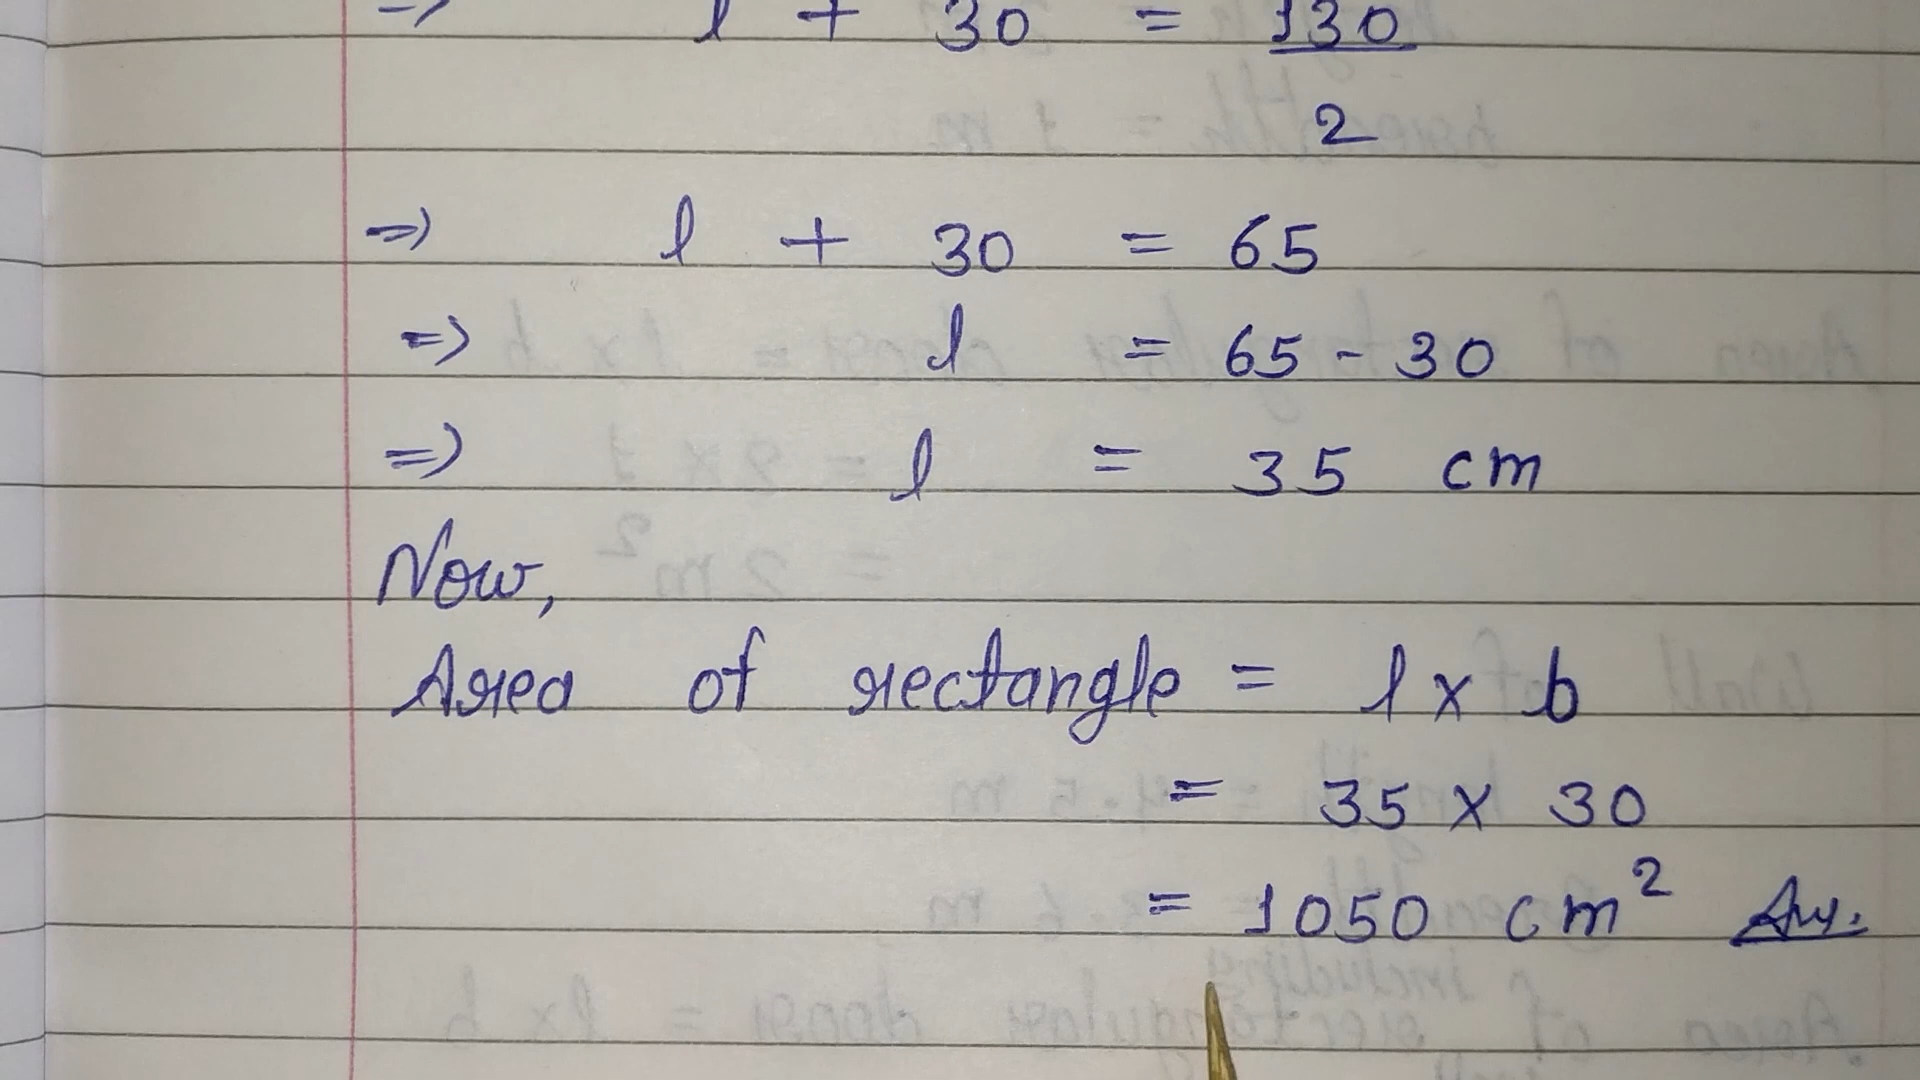 => l + 30 = 130
2
=> l + 30 = 65
=> l = 65 - 30
=> l = 35 cm
Now,
Area of rectangle = l x b
= 35 x 30
= 1050 cm² Ans.